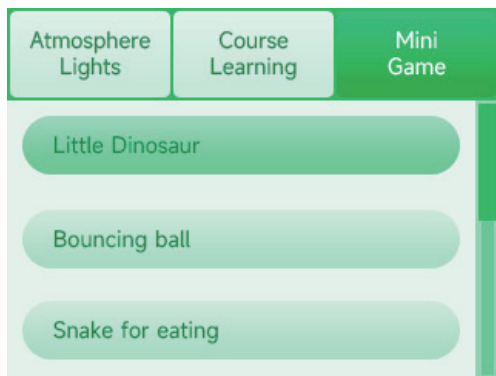 Atmosphere
Lights
Course
Learning
Mini
Game
Little Dinosaur
Bouncing ball
Snake for eating